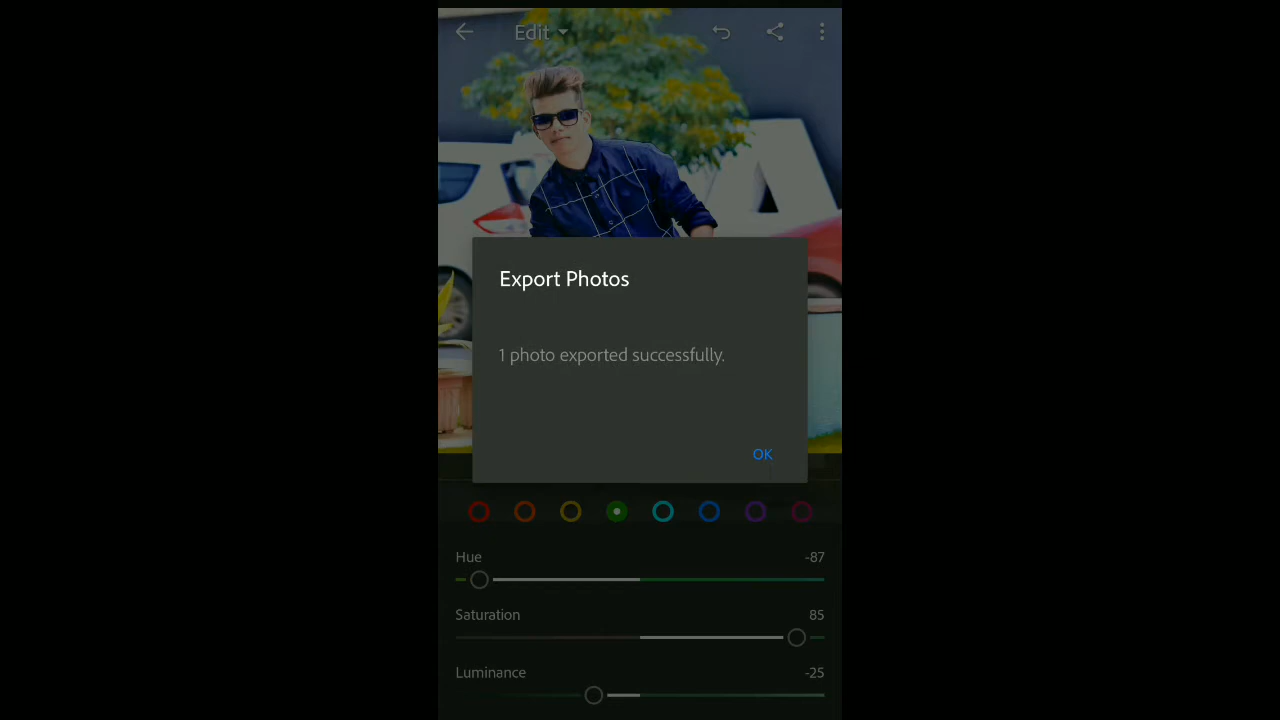 Edit
Export Photos
1 photo exported successfully.
OK
Hue -87
Saturation 85
Luminance -25